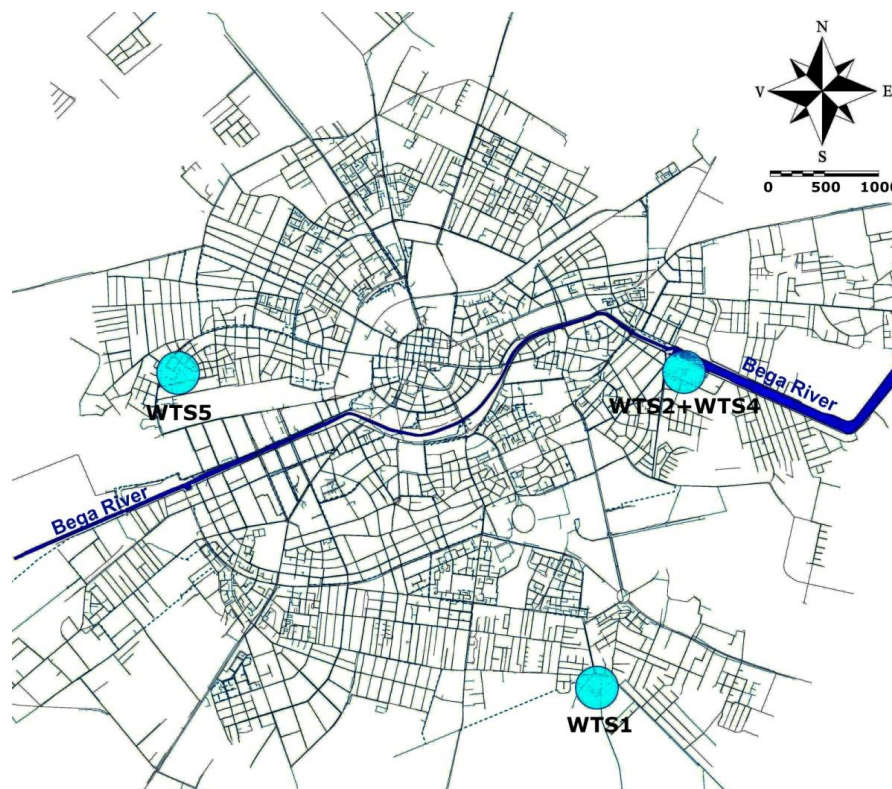 N
V E
S
0 500 1000
Bega River
WTS5
WTS2+WTS4
Bega River
WTS1